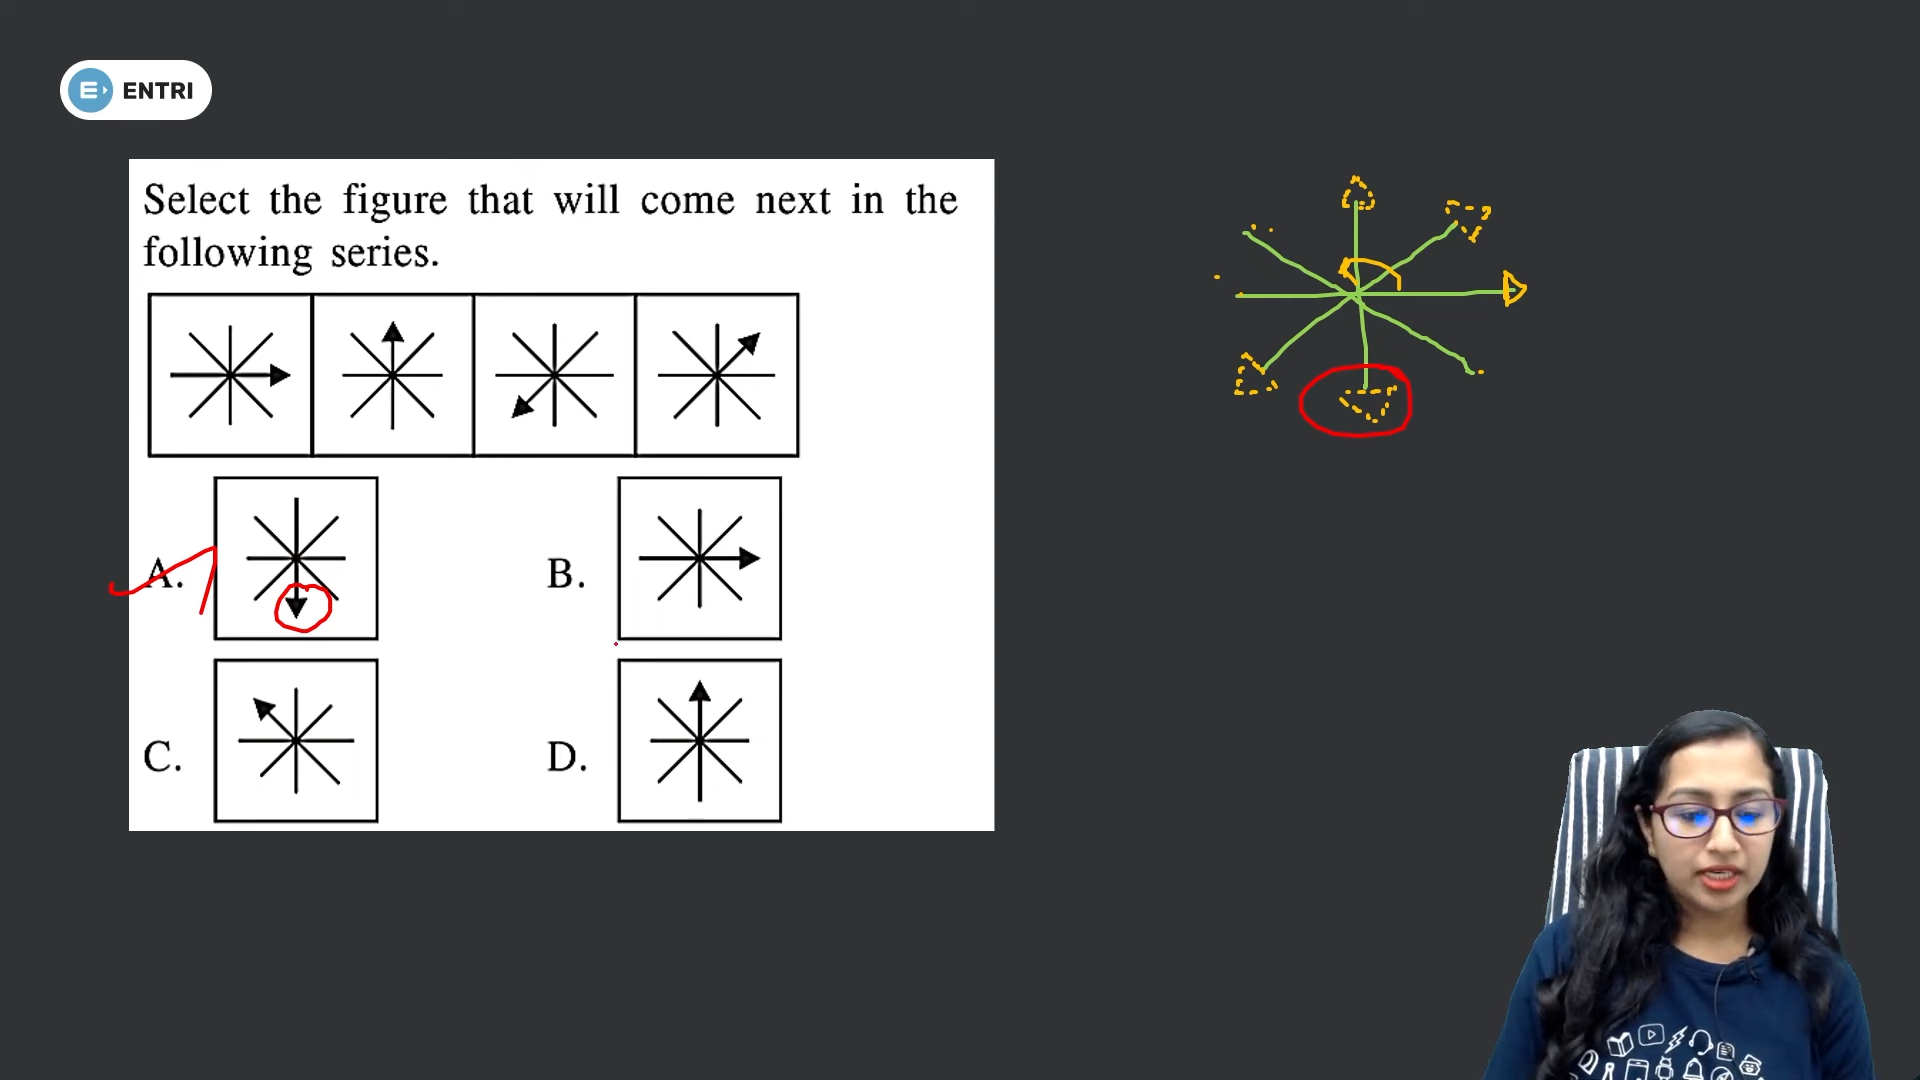 ENTRI
Select the figure that will come next in the
following series.
A.
B.
C.
D.